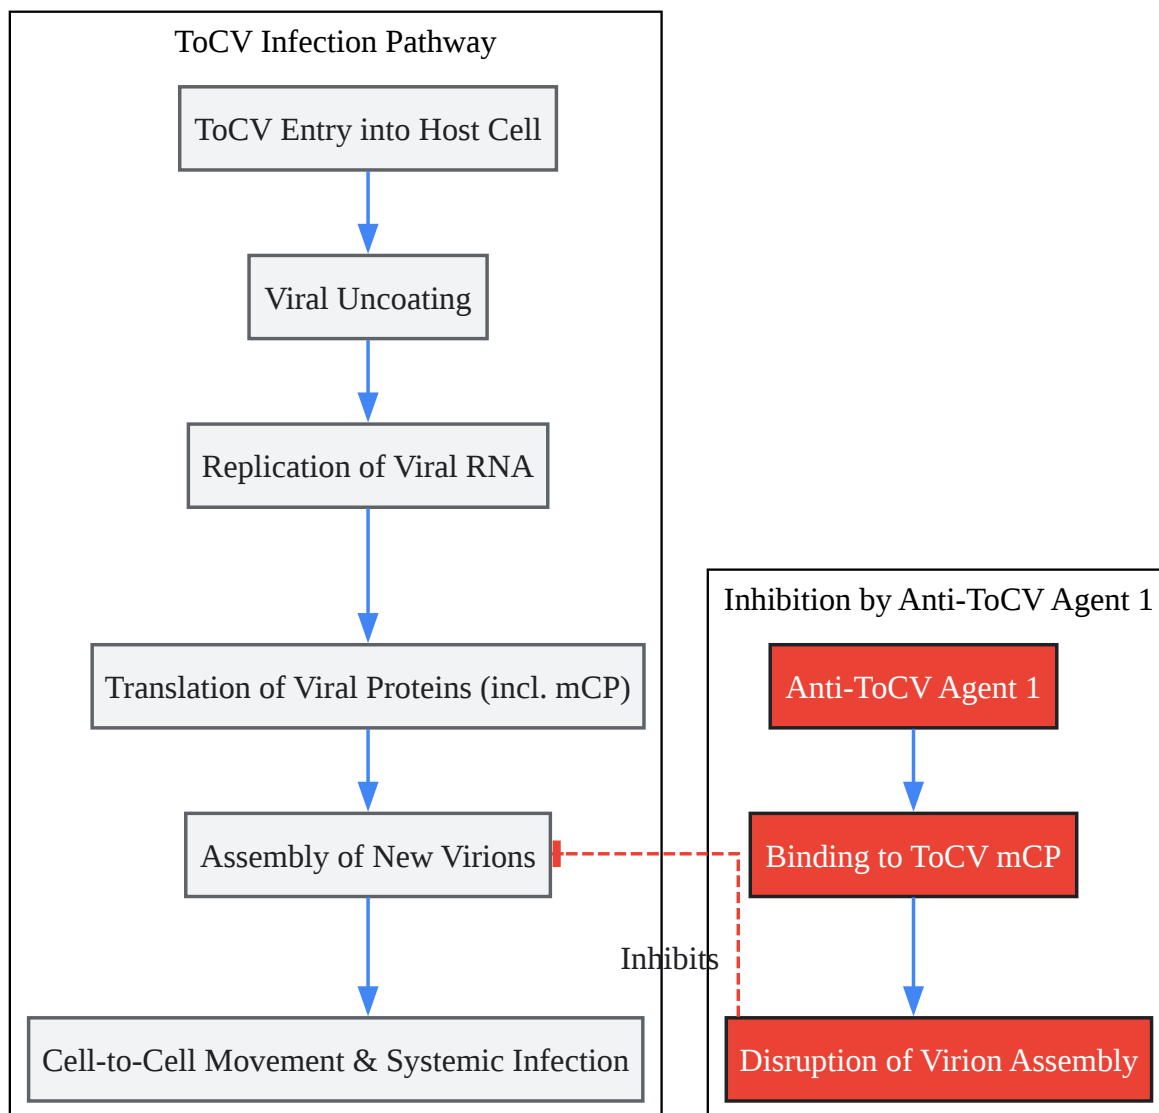 ToCV Infection Pathway
ToCV Entry into Host Cell
Viral Uncoating
Replication of Viral RNA
Translation of Viral Proteins (incl. mCP)
Assembly of New Virions
Cell-to-Cell Movement & Systemic Infection
Inhibits
Inhibition by Anti-ToCV Agent 1
Anti-ToCV Agent 1
Binding to ToCV mCP
Disruption of Virion Assembly